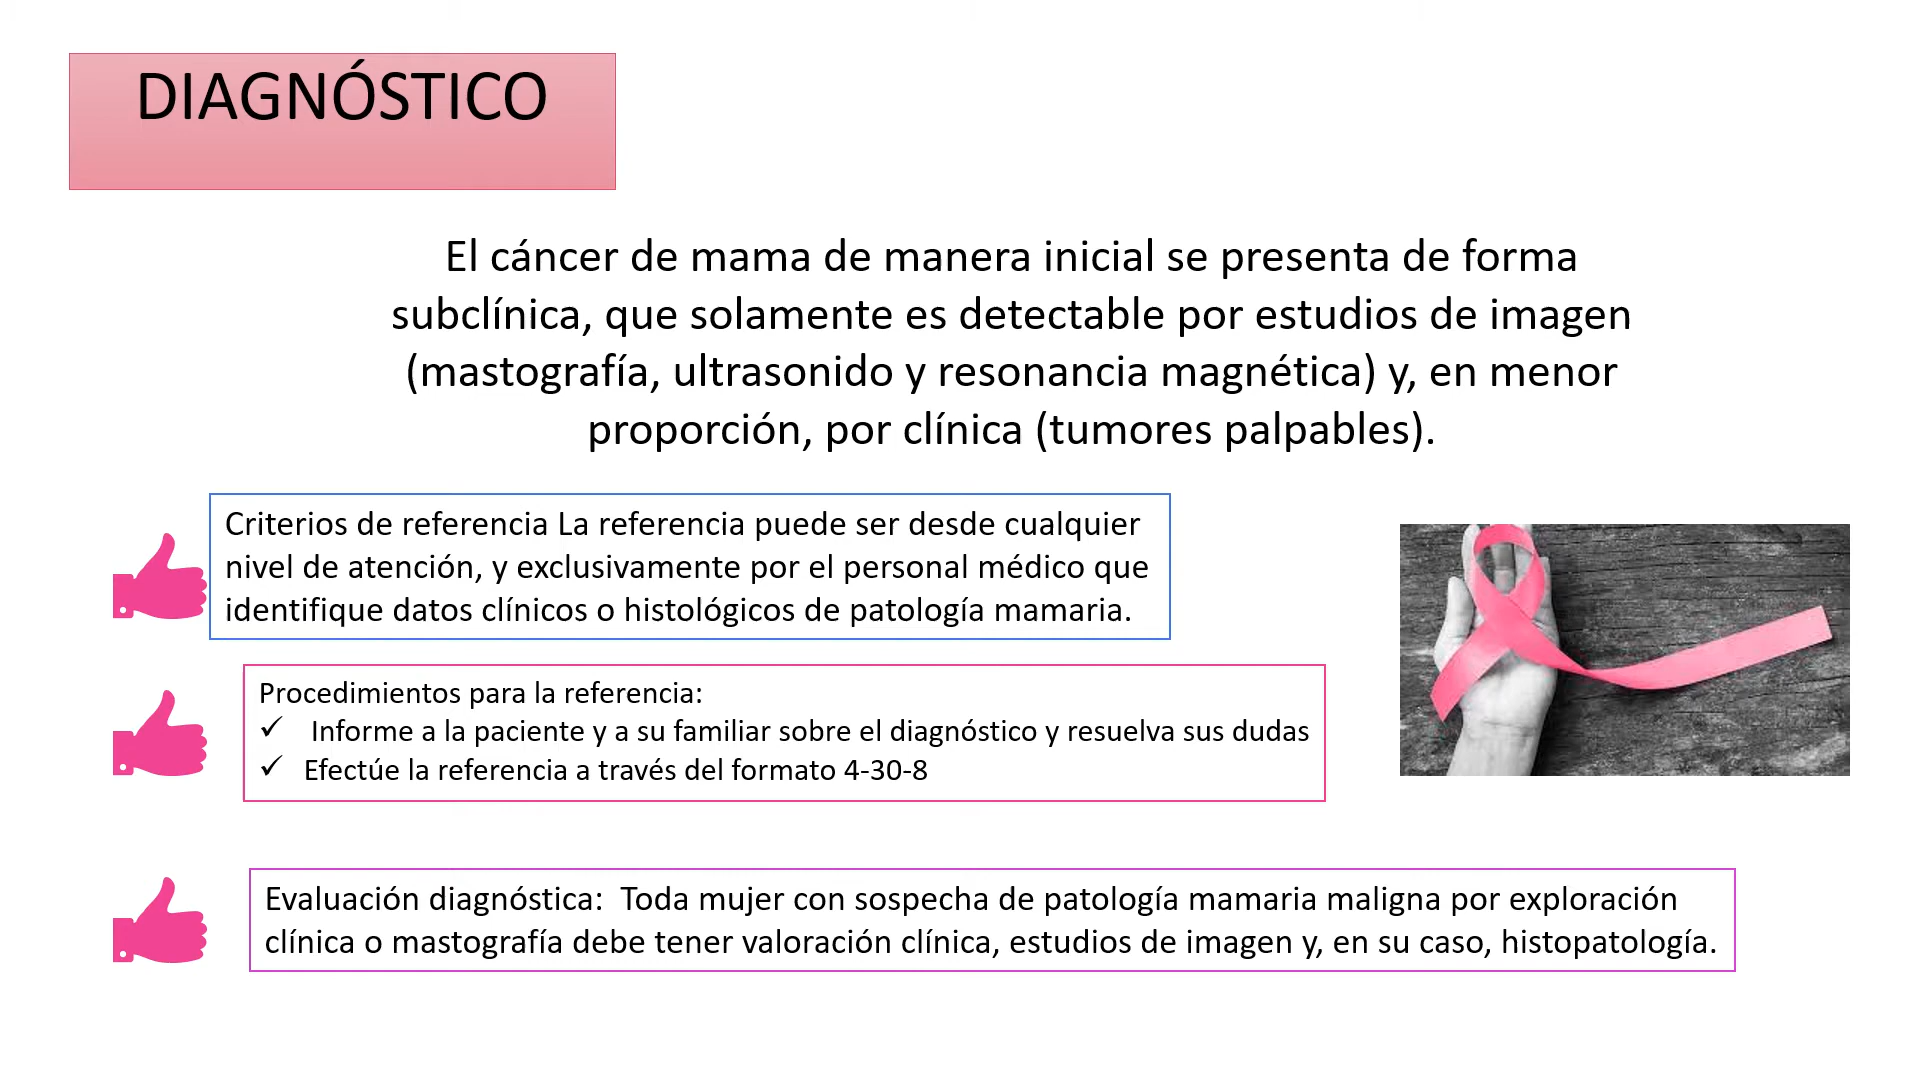 DIAGNÓSTICO
El cáncer de mama de manera inicial se presenta de forma
subclínica, que solamente es detectable por estudios de imagen
(mastografía, ultrasonido y resonancia magnética) y, en menor
proporción, por clínica (tumores palpables).
Criterios de referencia La referencia puede ser desde cualquier
nivel de atención, y exclusivamente por el personal médico que
identifique datos clínicos o histológicos de patología mamaria.
Procedimientos para la referencia:
✓ Informe a la paciente y a su familiar sobre el diagnóstico y resuelva sus dudas
✓ Efectúe la referencia a través del formato 4-30-8
Evaluación diagnóstica: Toda mujer con sospecha de patología mamaria maligna por exploración
clínica o mastografía debe tener valoración clínica, estudios de imagen y, en su caso, histopatología.